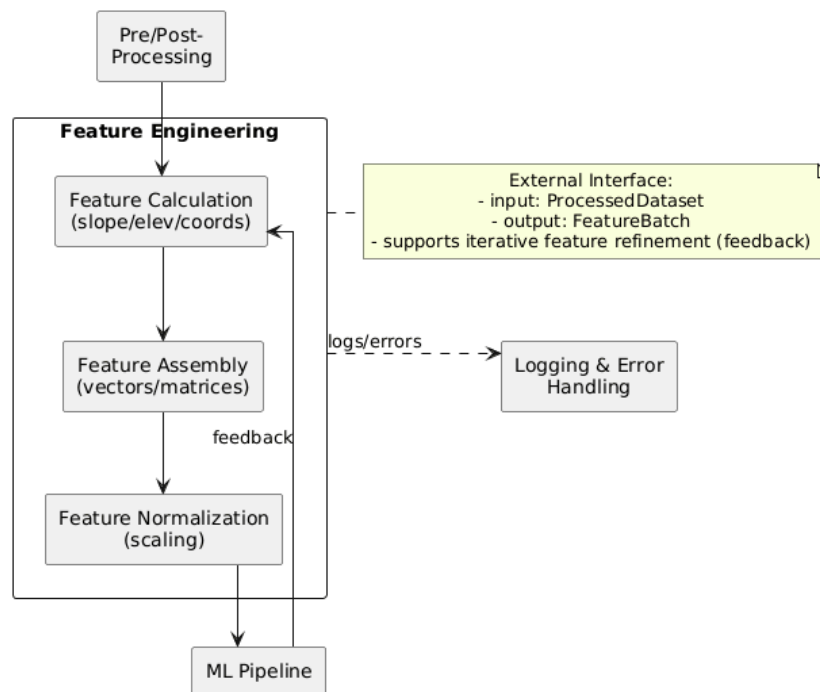 Pre/Post-
Processing
Feature Engineering
Feature Calculation
(slope/elev/coords)
External Interface:
- input: ProcessedDataset
- output: FeatureBatch
- supports iterative feature refinement (feedback)
logs/errors
Logging & Error
Handling
Feature Assembly
(vectors/matrices)
feedback
Feature Normalization
(scaling)
ML Pipeline